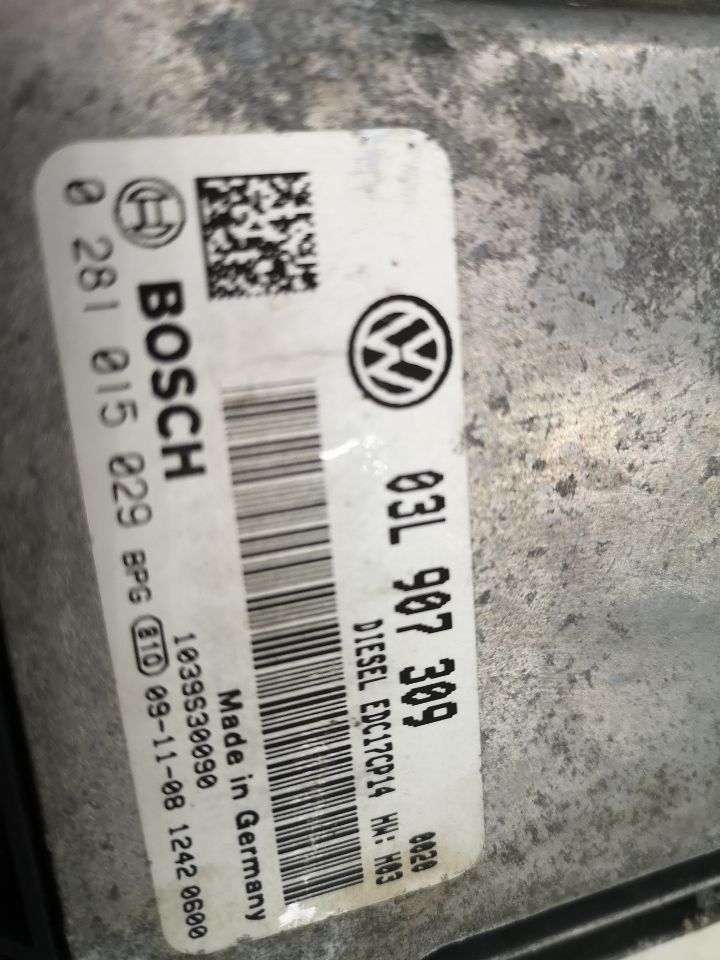 03L 907 309
0020
DIESEL EDC17CP14 HW: H03
BOSCH
1039S30090
Made in Germany
0 281 015 029 BPG 810 09-11-08 1242 0600